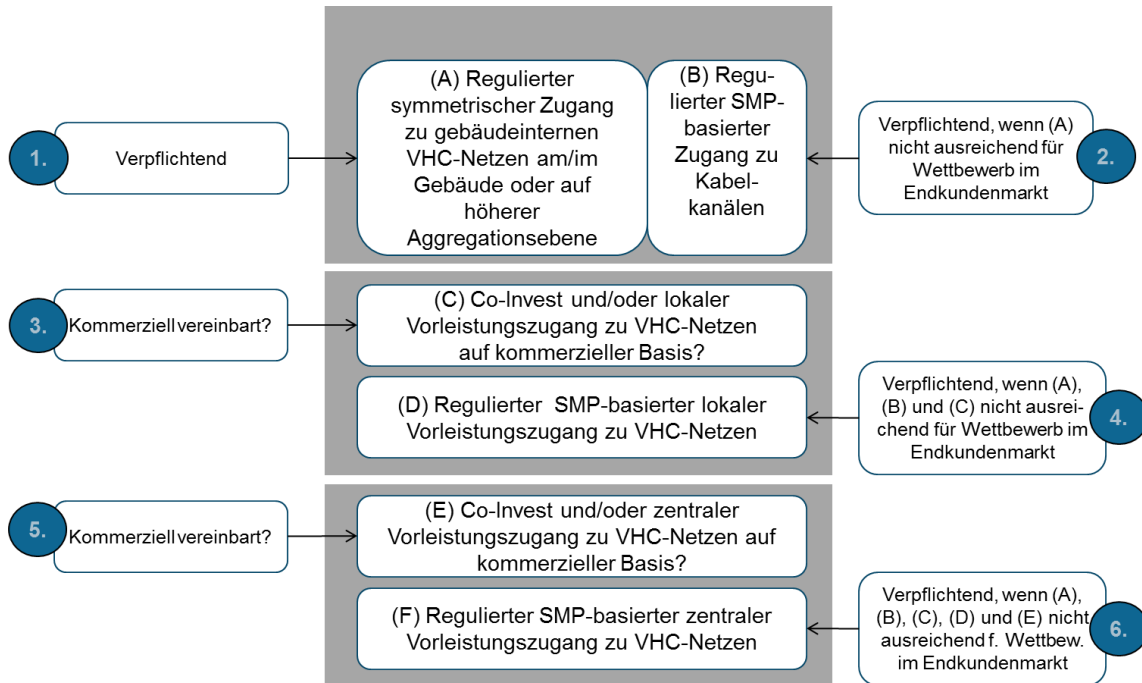 1.
Verpflichtend
(A) Regulierter
symmetrischer Zugang
zu gebäudeinternen
VHC-Netzen am/im
Gebäude oder auf
höherer
Aggregationsebene
(B) Regu-
lierter SMP-
basierter
Zugang zu
Kabel-
kanälen
Verpflichtend, wenn (A)
nicht ausreichend für
Wettbewerb im
Endkundenmarkt
2.
3.
Kommerziell vereinbart?
(C) Co-Invest und/oder lokaler
Vorleistungszugang zu VHC-Netzen
auf kommerzieller Basis?
(D) Regulierter SMP-basierter lokaler
Vorleistungszugang zu VHC-Netzen
Verpflichtend, wenn (A),
(B) und (C) nicht ausrei-
chend für Wettbewerb im
Endkundenmarkt
4.
5.
Kommerziell vereinbart?
(E) Co-Invest und/oder zentraler
Vorleistungszugang zu VHC-Netzen auf
kommerzieller Basis?
(F) Regulierter SMP-basierter zentraler
Vorleistungszugang zu VHC-Netzen
Verpflichtend, wenn (A),
(B), (C), (D) und (E) nicht
ausreichend f. Wettbew.
im Endkundenmarkt
6.